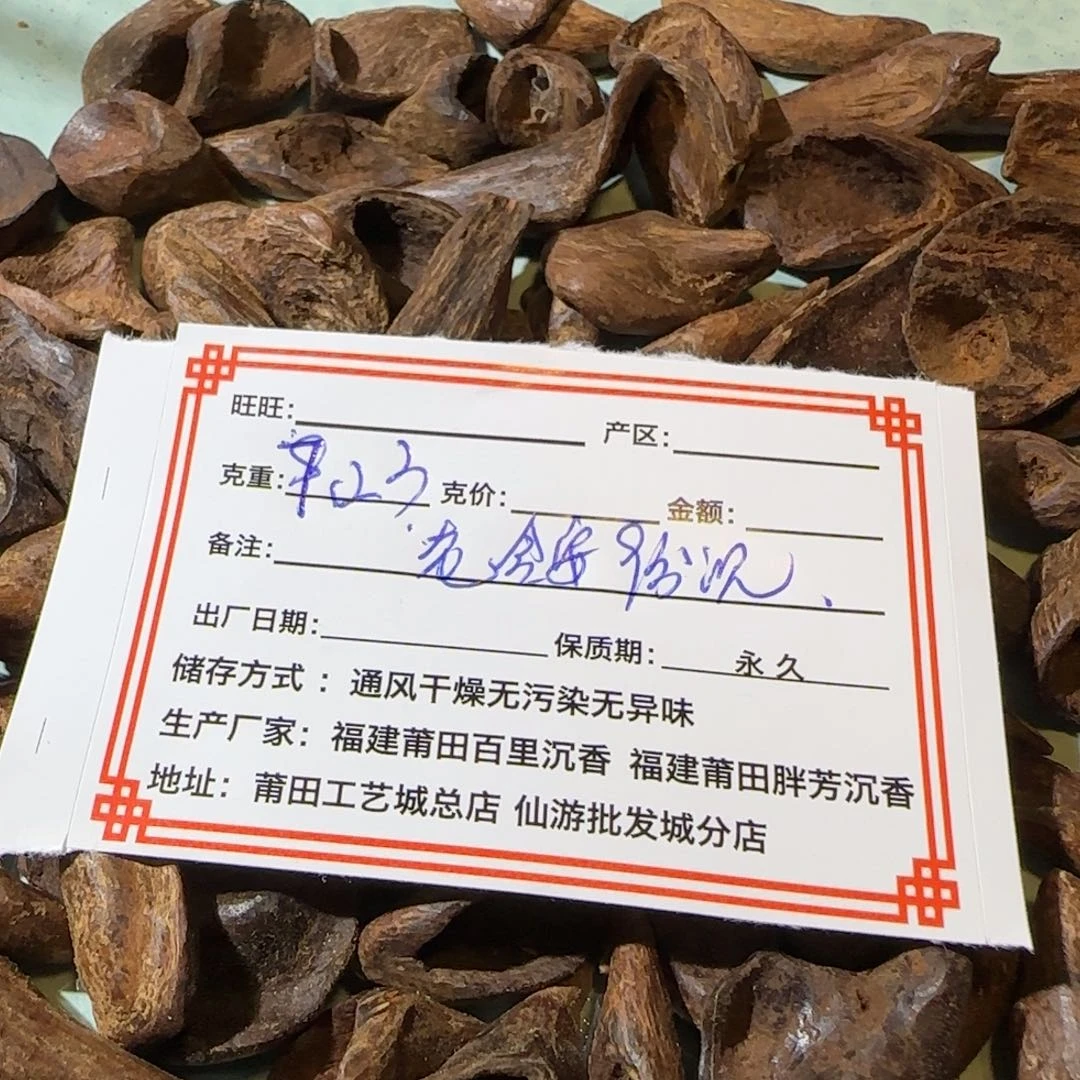 旺旺: 产区:
克重: 克价: 金额:
备注: 老
出厂日期: 保质期: 永久
储存方式 : 通风干燥无污染无异味
生产厂家: 福建莆田百里沉香 福建莆田胖芳沉香
地址: 莆田工艺城总店 仙游批发城分店